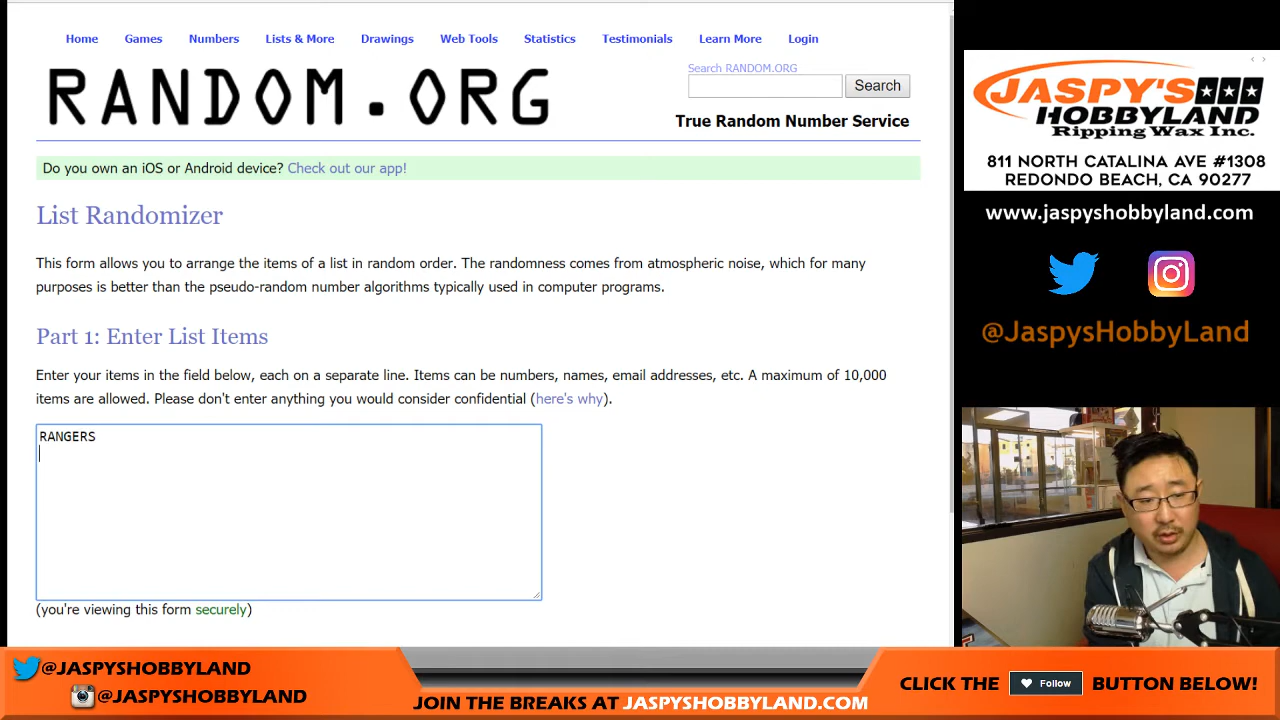 Home Games Numbers Lists & More Drawings Web Tools Statistics Testimonials Learn More Login
RANDOM.ORG
Search RANDOM.ORG
Search
True Random Number Service
Do you own an iOS or Android device? Check out our app!
List Randomizer
This form allows you to arrange the items of a list in random order. The randomness comes from atmospheric noise, which for many
purposes is better than the pseudo-random number algorithms typically used in computer programs.
Part 1: Enter List Items
Enter your items in the field below, each on a separate line. Items can be numbers, names, email addresses, etc. A maximum of 10,000
items are allowed. Please don't enter anything you would consider confidential (here's why).
RANGERS
(you're viewing this form securely)
JASPY'S
HOBBYLAND
Ripping Wax Inc.
811 NORTH CATALINA AVE #1308
REDONDO BEACH, CA 90277
www.jaspyshobbyland.com
@JaspysHobbyLand
@JASPYSHOBBYLAND
@JASPYSHOBBYLAND
JOIN THE BREAKS AT JASPYSHOBBYLAND.COM
CLICK THE Follow BUTTON BELOW!